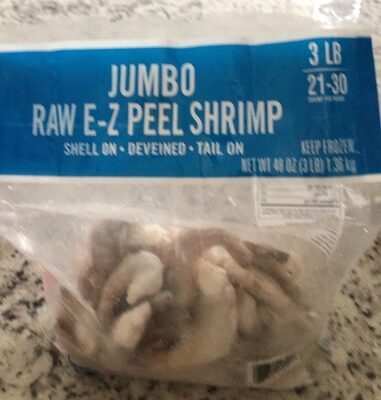 3 LB
21-30
JUMBO
RAW E-Z PEEL SHRIMP
SHELL ON • DEVEINED • TAIL ON
KEEP FROZEN
NET WT 48 OZ (3 LB) 1.36 kg